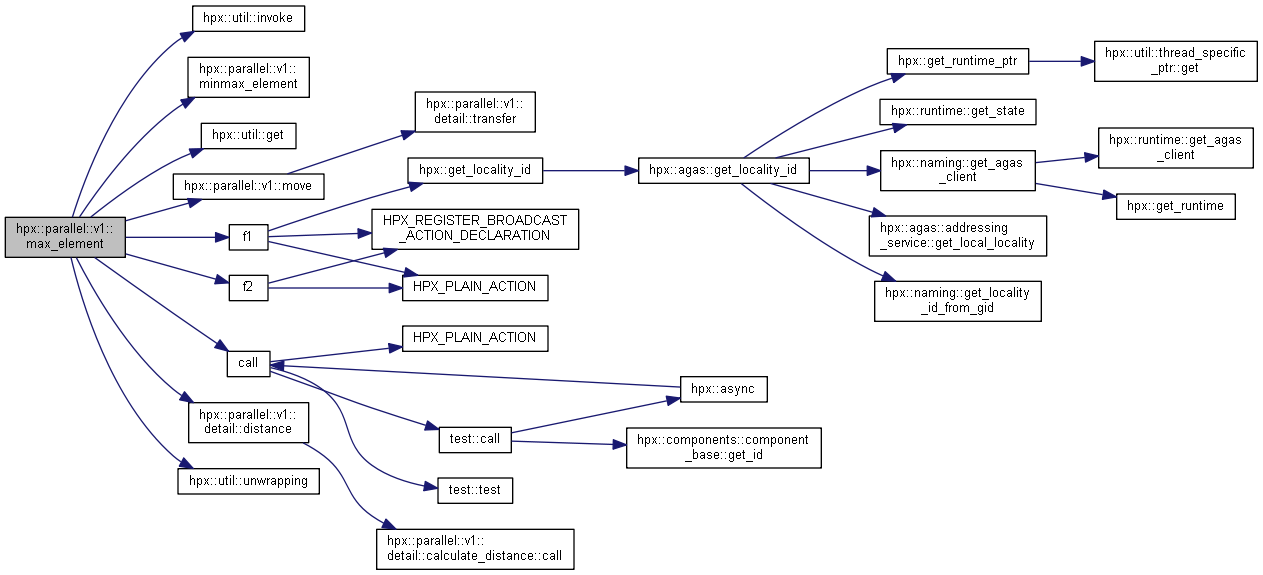 hpx::util::invoke
hpx::parallel::v1::
minmax_element
hpx::util::get
hpx::parallel::v1::move
hpx::parallel::v1::
max_element
f1
f2
call
hpx::parallel::v1::
detail::distance
hpx::util::unwrapping
hpx::parallel::v1::
detail::transfer
hpx::get_locality_id
HPX_REGISTER_BROADCAST
_ACTION_DECLARATION
HPX_PLAIN_ACTION
HPX_PLAIN_ACTION
test::call
test::test
hpx::parallel::v1::
detail::calculate_distance::call
hpx::agas::get_locality_id
hpx::async
hpx::components::component
_base::get_id
hpx::get_runtime_ptr
hpx::runtime::get_state
hpx::naming::get_agas
_client
hpx::agas::addressing
_service::get_local_locality
hpx::naming::get_locality
_id_from_gid
hpx::util::thread_specific
_ptr::get
hpx::runtime::get_agas
_client
hpx::get_runtime